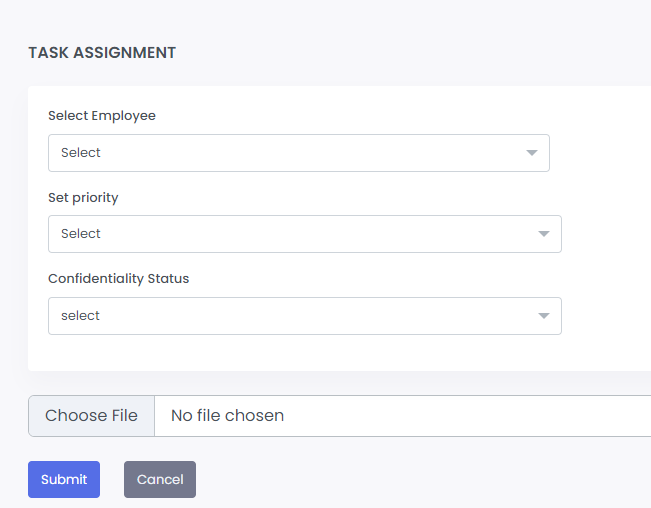 TASK ASSIGNMENT
Select Employee
Select
Set priority
Select
Confidentiality Status
select
Choose File No file chosen
Submit Cancel